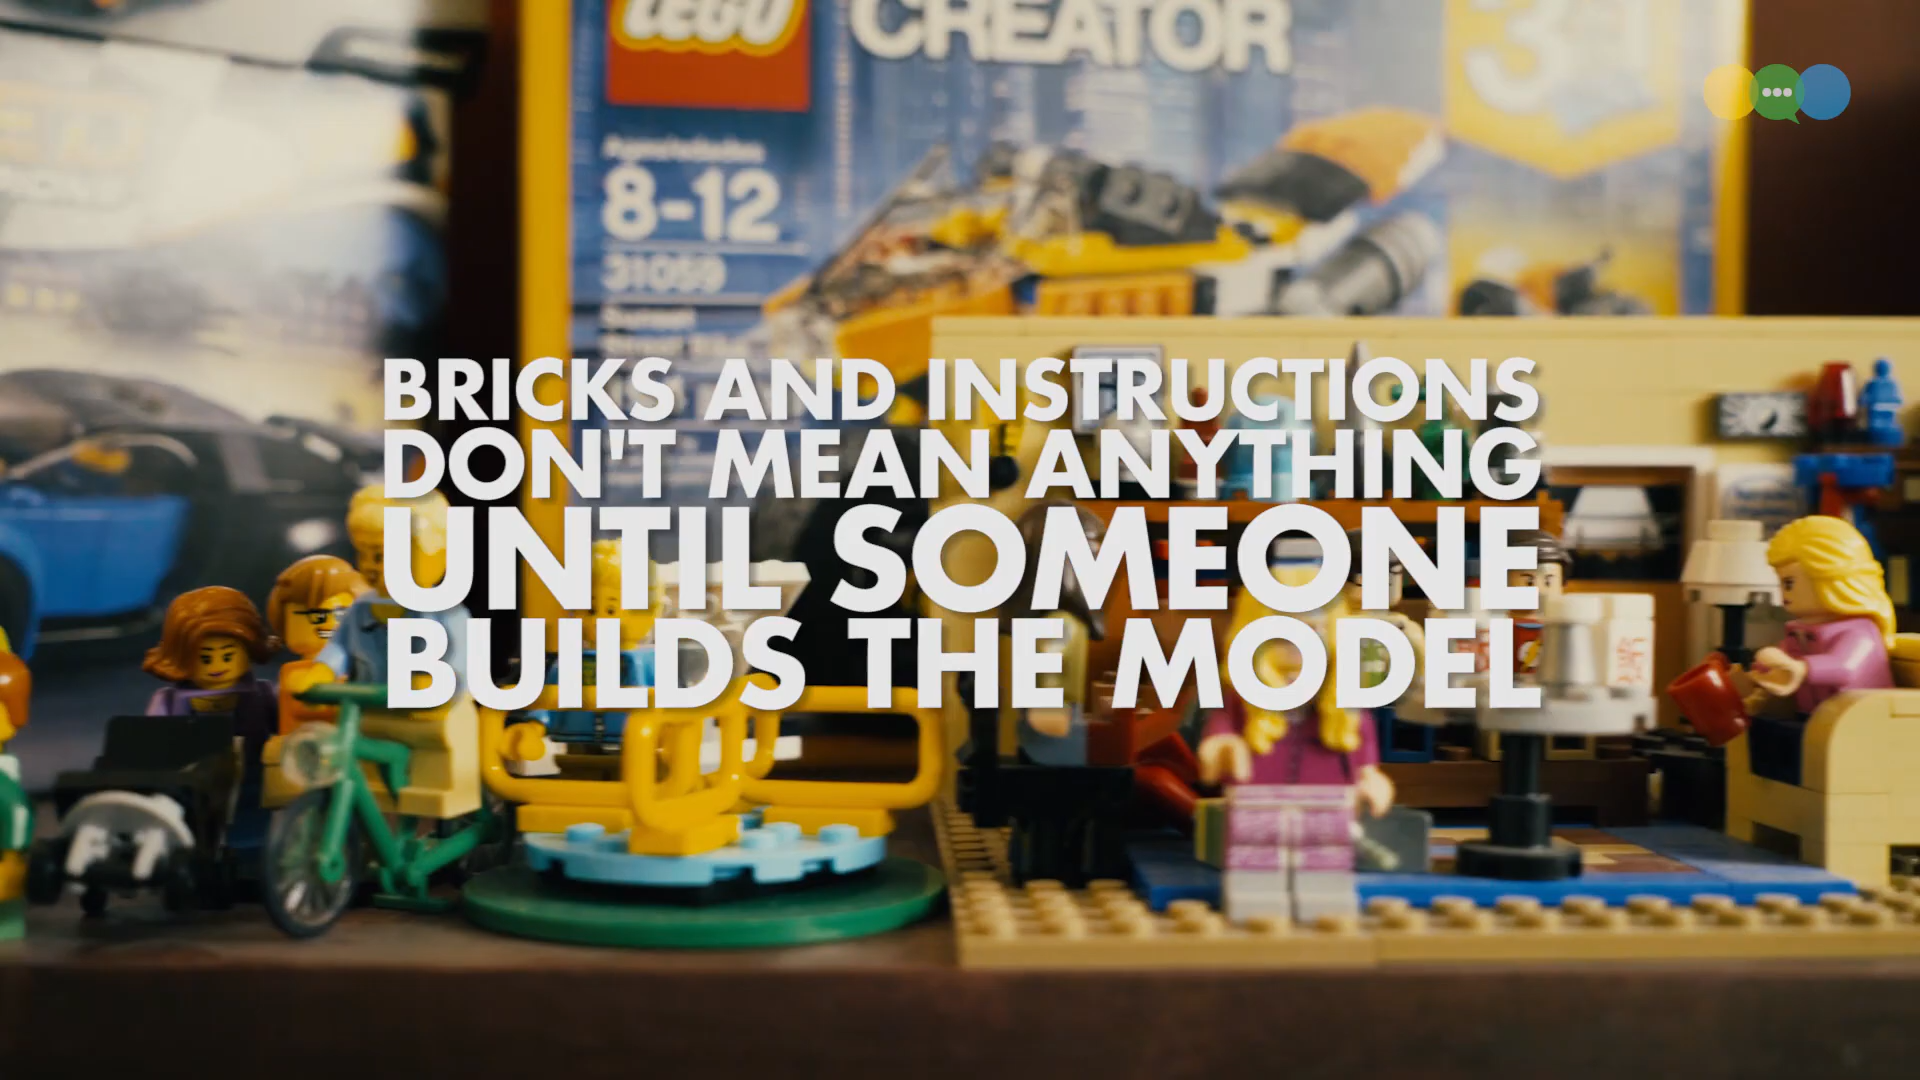 LEGO
CREATOR
8-12
31059
BRICKS AND INSTRUCTIONS
DON'T MEAN ANYTHING
UNTIL SOMEONE
BUILDS THE MODEL